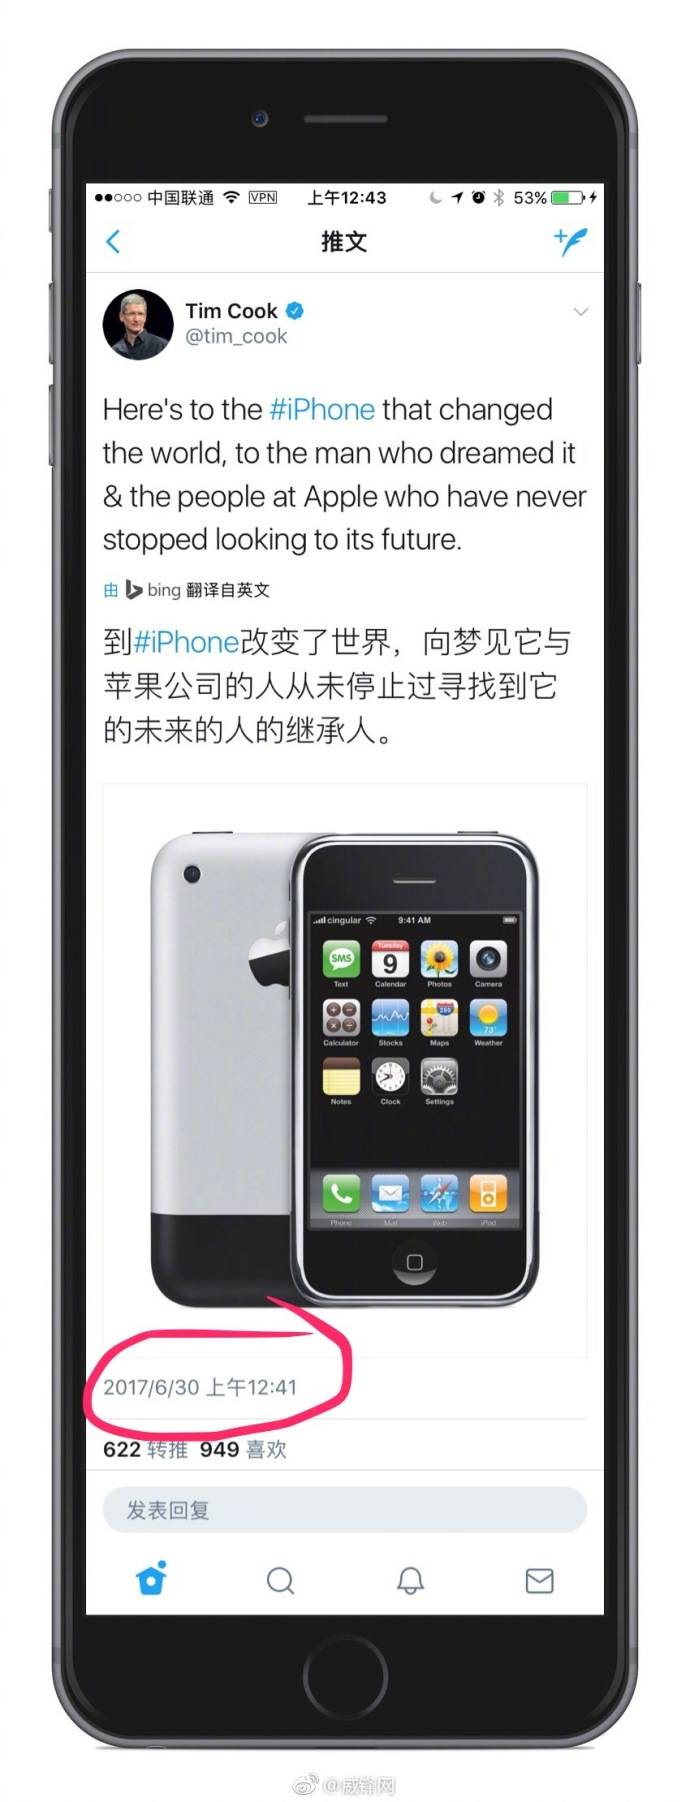 中国联通 VPN 上午12:43 53%
推文
Tim Cook
@tim_cook
Here's to the #iPhone that changed
the world, to the man who dreamed it
& the people at Apple who have never
stopped looking to its future.
由 bing 翻译自英文
到#iPhone改变了世界，向梦见它与
苹果公司的人从未停止过寻找到它
的未来的人的继承人。
cingular 9:41 AM
SMS Tuesday 9 280 73°
Text Calendar Photos Camera
Calculator Stocks Maps Weather
Notes Clock Settings
Phone Mail Web iPod
2017/6/30 上午12:41
622 转推 949 喜欢
发表回复
@威锋网